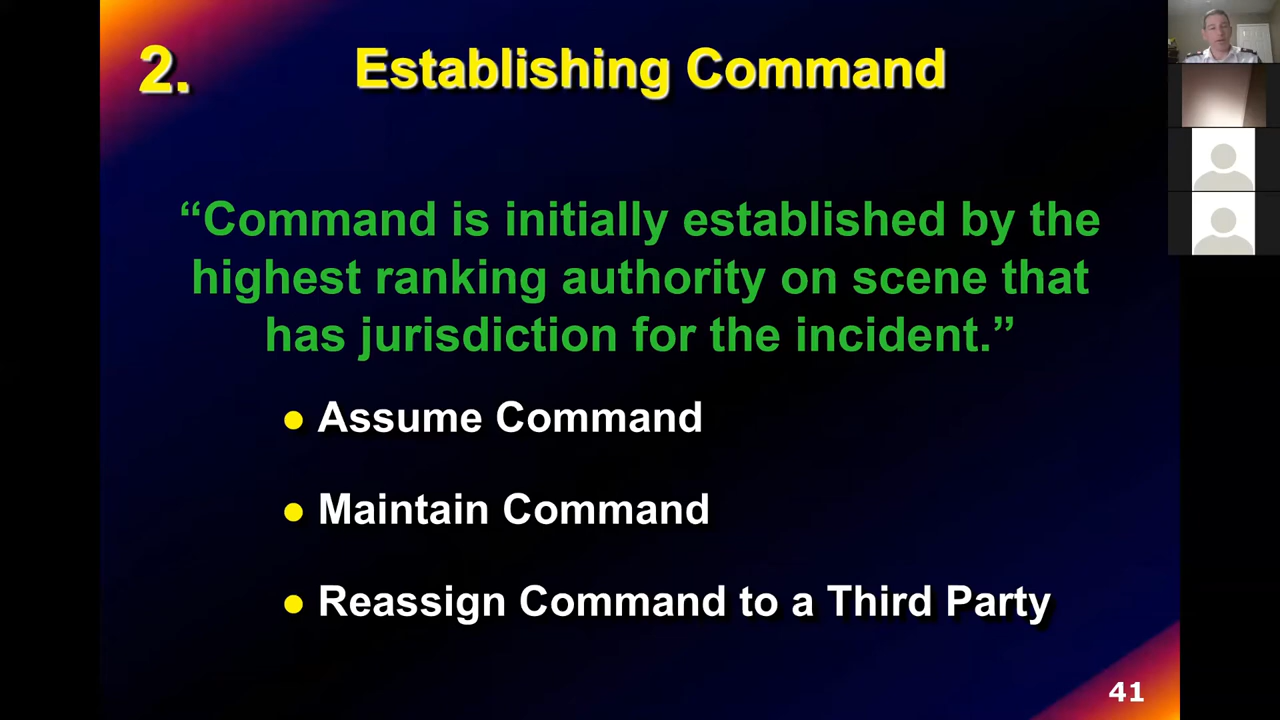 2.
Establishing Command
“Command is initially established by the
highest ranking authority on scene that
has jurisdiction for the incident.”
● Assume Command
● Maintain Command
● Reassign Command to a Third Party
41